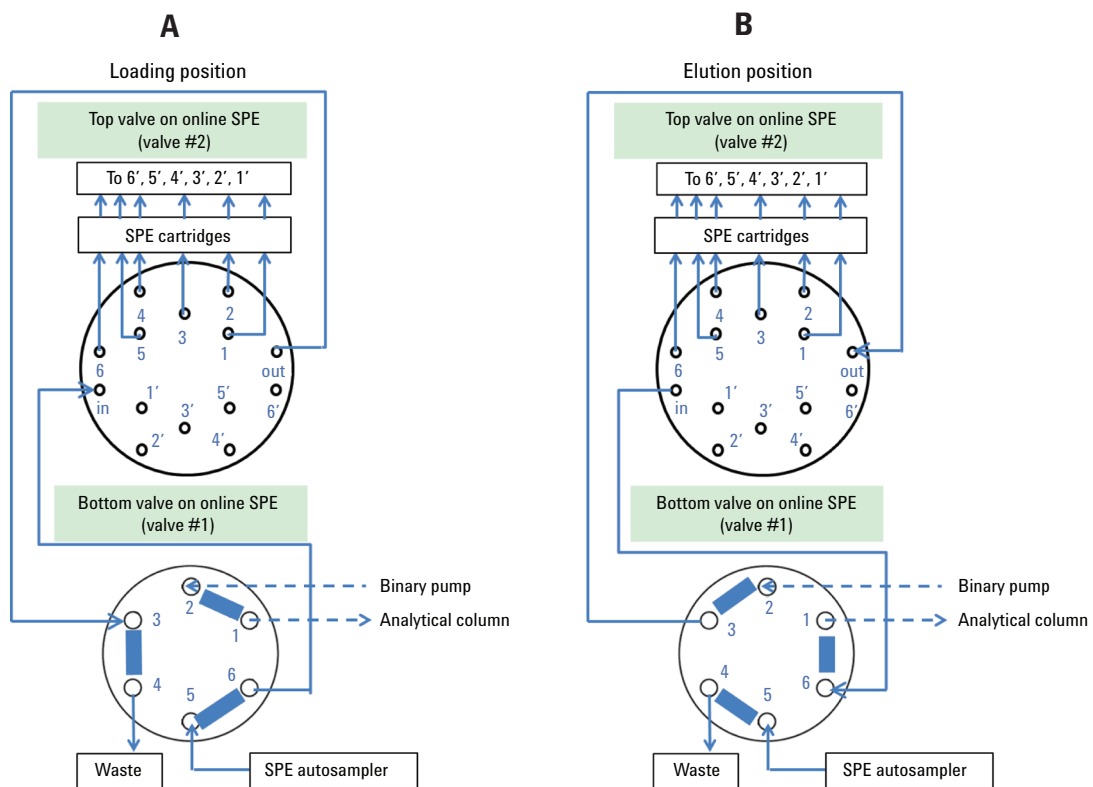 A
Loading position
Top valve on online SPE
(valve #2)
To 6′, 5′, 4′, 3′, 2′, 1′
SPE cartridges
4
2
3
5
1
6
out
in
1′
5′
6′
3′
2′
4′
Bottom valve on online SPE
(valve #1)
Binary pump
2
3
1
Analytical column
6
4
5
Waste
SPE autosampler
B
Elution position
Top valve on online SPE
(valve #2)
To 6′, 5′, 4′, 3′, 2′, 1′
SPE cartridges
4
2
3
5
1
6
out
in
1′
5′
6′
3′
2′
4′
Bottom valve on online SPE
(valve #1)
Binary pump
2
1
Analytical column
3
4
6
5
Waste
SPE autosampler